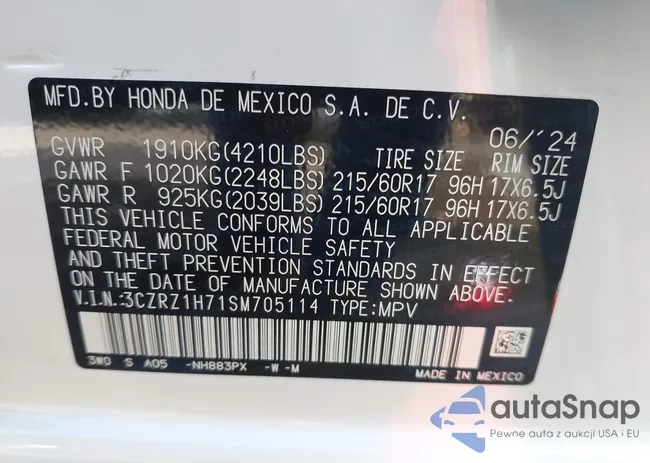 MFD.BY HONDA DE MEXICO S.A. DE C.V.
06/'24
GVWR 1910KG(4210LBS) TIRE SIZE RIM SIZE
GAWR F 1020KG(2248LBS) 215/60R17 96H 17X6.5J
GAWR R 925KG(2039LBS) 215/60R17 96H 17X6.5J
THIS VEHICLE CONFORMS TO ALL APPLICABLE
FEDERAL MOTOR VEHICLE SAFETY
AND THEFT PREVENTION STANDARDS IN EFFECT
ON THE DATE OF MANUFACTURE SHOWN ABOVE.
V.I.N.:3CZRZ1H71SM705114 TYPE:MPV
3W0 S A05 -NH883PX -W -M
MADE IN MEXICO
autaSnap
Pewne auta z aukcji USA i EU